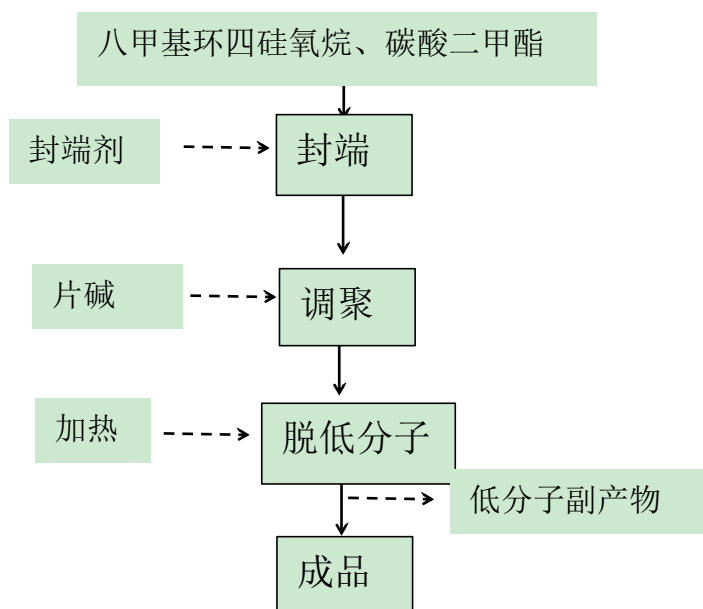 八甲基环四硅氧烷、碳酸二甲酯
封端剂
封端
片碱
调聚
加热
脱低分子
低分子副产物
成品